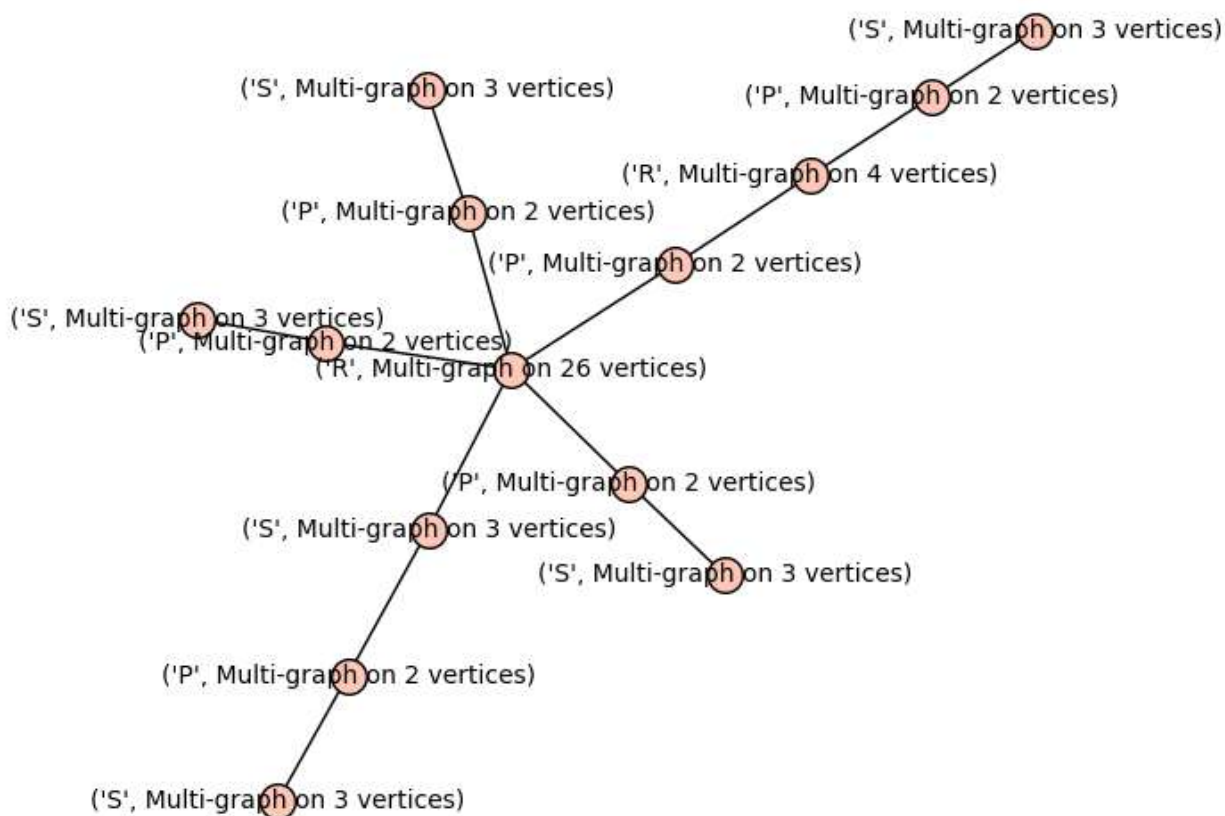 ('S', Multi-graph on 3 vertices)
('S', Multi-graph on 3 vertices)
('P', Multi-graph on 2 vertices)
('R', Multi-graph on 4 vertices)
('P', Multi-graph on 2 vertices)
('P', Multi-graph on 2 vertices)
('S', Multi-graph on 3 vertices)
('P', Multi-graph on 2 vertices)
('R', Multi-graph on 26 vertices)
('P', Multi-graph on 2 vertices)
('S', Multi-graph on 3 vertices)
('S', Multi-graph on 3 vertices)
('P', Multi-graph on 2 vertices)
('S', Multi-graph on 3 vertices)